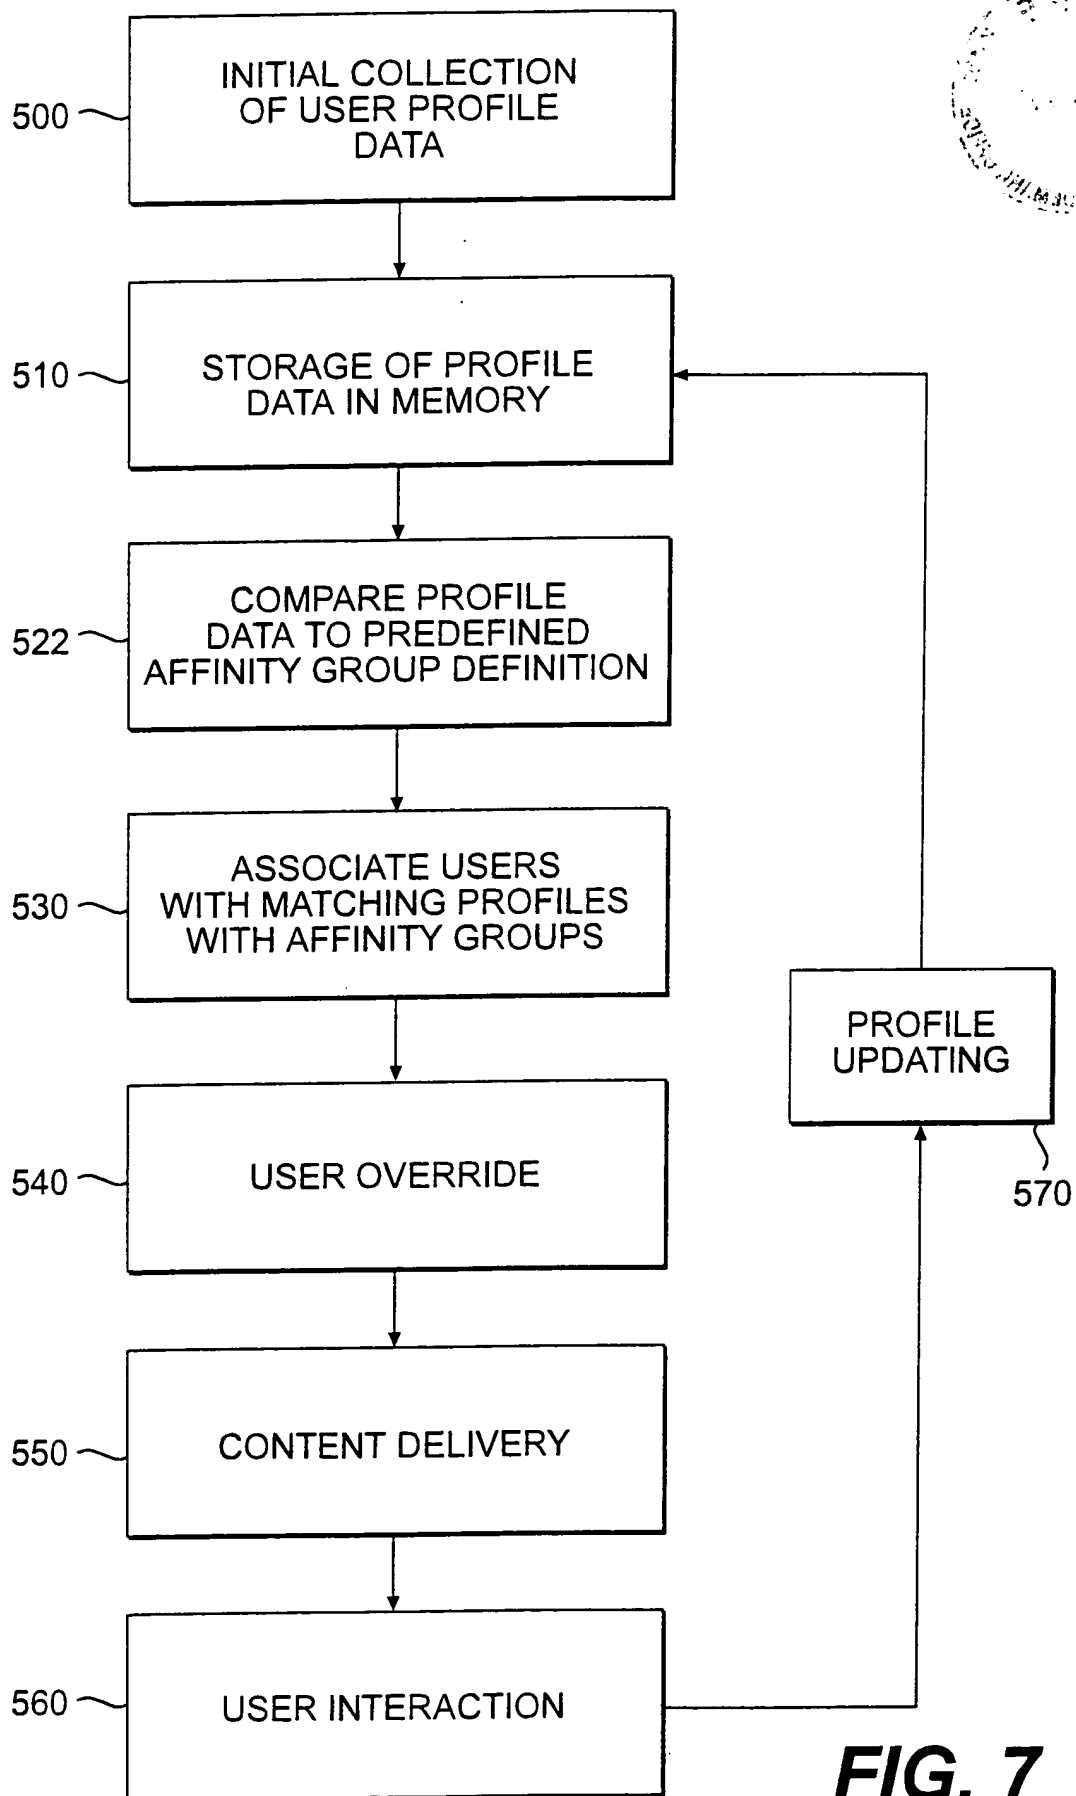 INITIAL COLLECTION
OF USER PROFILE
DATA
500
STORAGE OF PROFILE
DATA IN MEMORY
510
COMPARE PROFILE
DATA TO PREDEFINED
AFFINITY GROUP DEFINITION
522
ASSOCIATE USERS
WITH MATCHING PROFILES
WITH AFFINITY GROUPS
530
PROFILE
UPDATING
570
USER OVERRIDE
540
CONTENT DELIVERY
550
USER INTERACTION
560
FIG. 7